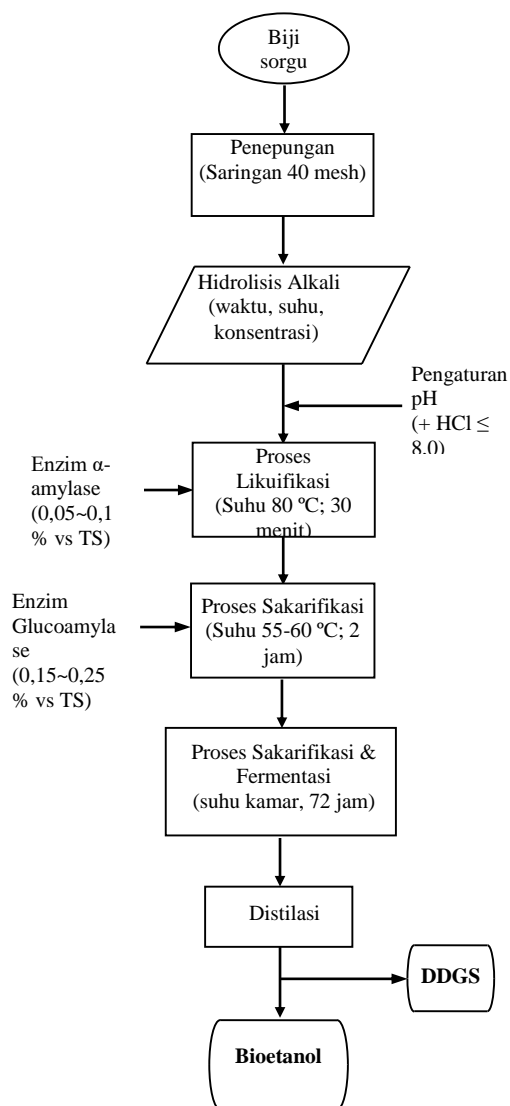 Biji
sorgu
Penepungan
(Saringan 40 mesh)
Hidrolisis Alkali
(waktu, suhu,
konsentrasi)
Pengaturan
pH
(+ HCl ≤
8.0)
Enzim α-
amylase
(0,05~0,1
% vs TS)
Proses
Likuifikasi
(Suhu 80 ºC; 30
menit)
Enzim
Glucoamyla
se
(0,15~0,25
% vs TS)
Proses Sakarifikasi
(Suhu 55-60 ºC; 2
jam)
Proses Sakarifikasi &
Fermentasi
(suhu kamar, 72 jam)
Distilasi
DDGS
Bioetanol